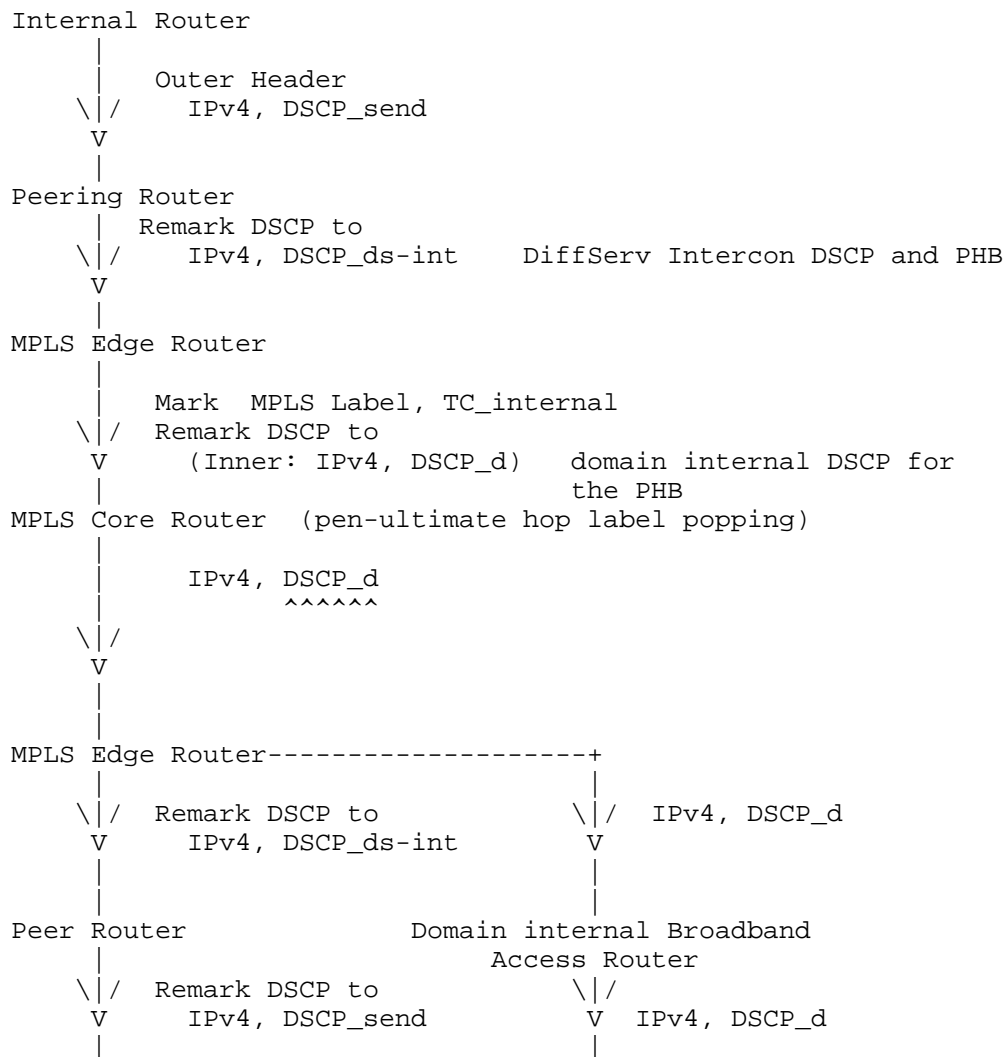 Internal Router
|
| Outer Header
\|/ IPv4, DSCP_send
V
|
Peering Router
| Remark DSCP to
\|/ IPv4, DSCP_ds-int DiffServ Intercon DSCP and PHB
V
|
MPLS Edge Router
|
| Mark MPLS Label, TC_internal
\|/ Remark DSCP to
V (Inner: IPv4, DSCP_d) domain internal DSCP for
| the PHB
MPLS Core Router (pen-ultimate hop label popping)
|
| IPv4, DSCP_d
| ^^^^^^
\|/
V
|
|
MPLS Edge Router--------------------+
| |
\|/ Remark DSCP to \|/ IPv4, DSCP_d
V IPv4, DSCP_ds-int V
| |
| |
Peer Router Domain internal Broadband
| Access Router
\|/ Remark DSCP to \|/
V IPv4, DSCP_send V IPv4, DSCP_d
| |